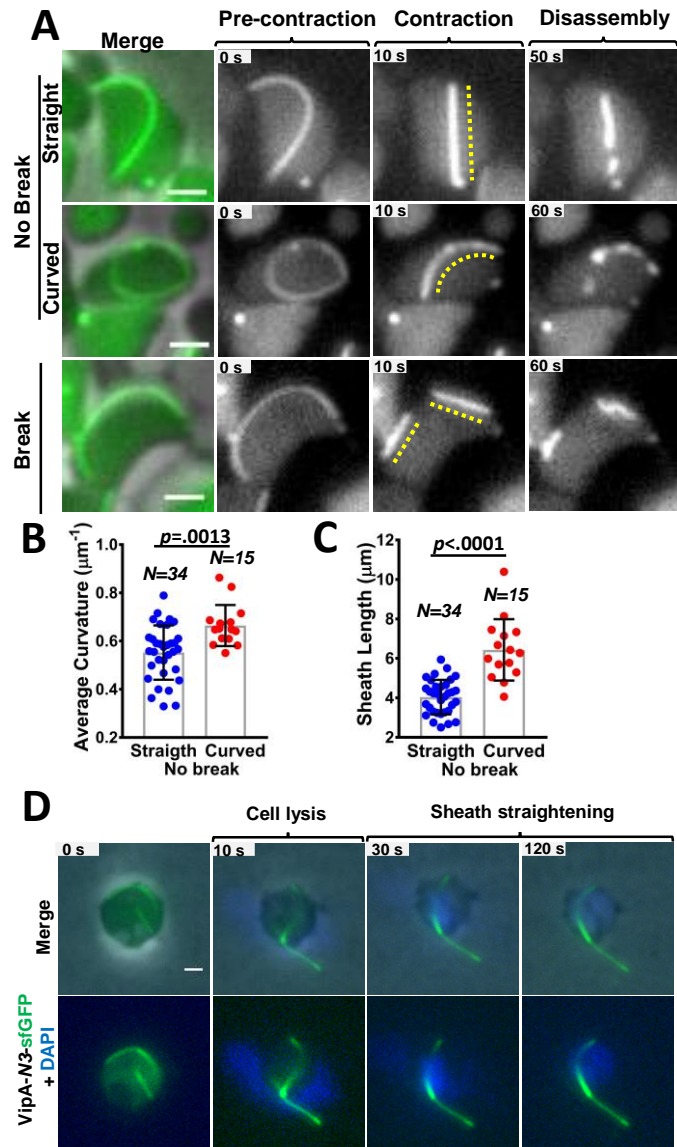 A
Merge
Pre-contraction
Contraction
Disassembly
No Break
Straight
0 s
10 s
50 s
Curved
0 s
10 s
60 s
Break
0 s
10 s
60 s
B
p=.0013
N=34
N=15
Average Curvature (µm⁻¹)
1.0
0.8
0.6
0.4
0.2
Straigth Curved
No break
C
p<.0001
N=34
N=15
Sheath Length (µm)
12
10
8
6
4
2
Straigth Curved
No break
D
Cell lysis
Sheath straightening
0 s
10 s
30 s
120 s
Merge
VipA-N3-sfGFP
+ DAPI